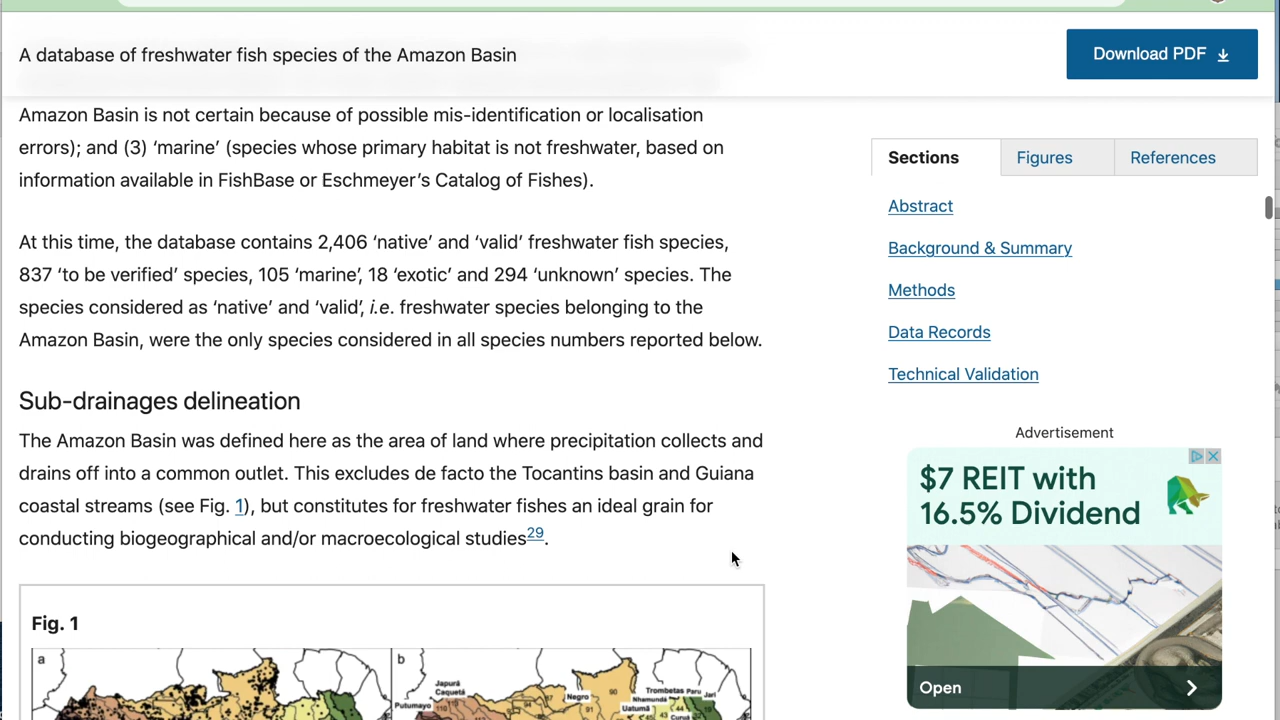 A database of freshwater fish species of the Amazon Basin
Download PDF
Amazon Basin is not certain because of possible mis-identification or localisation
errors); and (3) ‘marine’ (species whose primary habitat is not freshwater, based on
information available in FishBase or Eschmeyer’s Catalog of Fishes).
At this time, the database contains 2,406 ‘native’ and ‘valid’ freshwater fish species,
837 ‘to be verified’ species, 105 ‘marine’, 18 ‘exotic’ and 294 ‘unknown’ species. The
species considered as ‘native’ and ‘valid’, i.e. freshwater species belonging to the
Amazon Basin, were the only species considered in all species numbers reported below.
Sub-drainages delineation
The Amazon Basin was defined here as the area of land where precipitation collects and
drains off into a common outlet. This excludes de facto the Tocantins basin and Guiana
coastal streams (see Fig. 1), but constitutes for freshwater fishes an ideal grain for
conducting biogeographical and/or macroecological studies29.
Fig. 1
a
b
Japurá
Caquetá
Putumayo
110
Negro
90
91
Trombetas Paru Jari
Nhamundá
Uatumã
44
43
Curuá
Sections
Figures
References
Abstract
Background & Summary
Methods
Data Records
Technical Validation
Advertisement
$7 REIT with
16.5% Dividend
Open